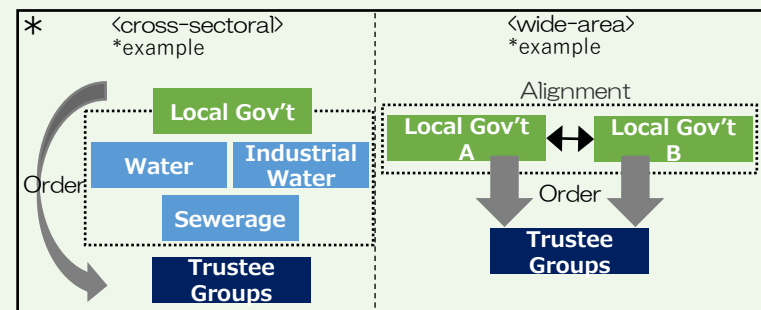 *
<cross-sectoral>
*example
Local Gov't
Water
Industrial
Water
Sewerage
Order
Trustee
Groups
<wide-area>
*example
Alignment
Local Gov't
A
Local Gov't
B
Order
Trustee
Groups